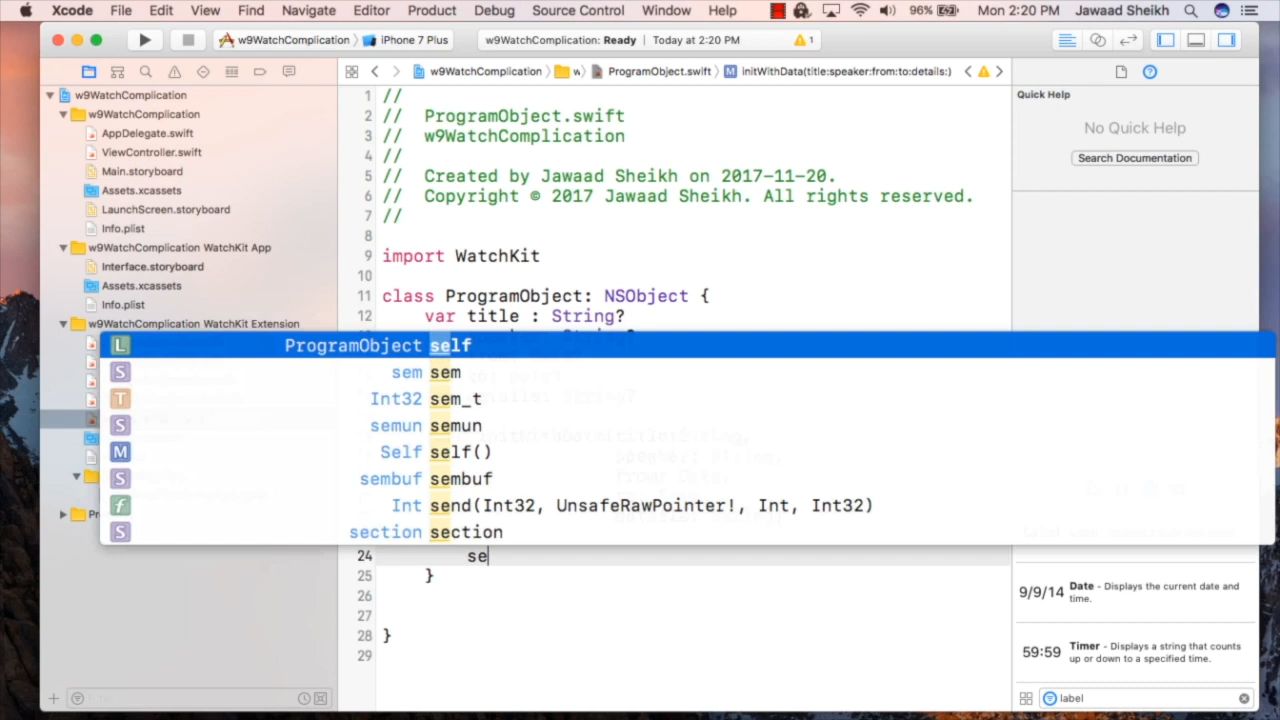 Xcode File Edit View Find Navigate Editor Product Debug Source Control Window Help 96% Mon 2:20 PM Jawaad Sheikh
w9WatchComplication iPhone 7 Plus w9WatchComplication: Ready Today at 2:20 PM 1
w9WatchComplication w ProgramObject.swift M initWithData(title:speaker:from:to:details:)
w9WatchComplication
w9WatchComplication
AppDelegate.swift
ViewController.swift
Main.storyboard
Assets.xcassets
LaunchScreen.storyboard
Info.plist
w9WatchComplication WatchKit App
Interface.storyboard
Assets.xcassets
Info.plist
w9WatchComplication WatchKit Extension
1 //
2 // ProgramObject.swift
3 // w9WatchComplication
4 //
5 // Created by Jawaad Sheikh on 2017-11-20.
6 // Copyright © 2017 Jawaad Sheikh. All rights reserved.
7 //
8
9 import WatchKit
10
11 class ProgramObject: NSObject {
12 var title : String?
L ProgramObject self
S sem sem
T Int32 sem_t
S semun semun
M Self self()
S sembuf sembuf
f Int send(Int32, UnsafeRawPointer!, Int, Int32)
S section section
24 se
25 }
26
27
28 }
29
Quick Help
No Quick Help
Search Documentation
9/9/14 Date - Displays the current date and
time.
59:59 Timer - Displays a string that counts
up or down to a specified time.
label